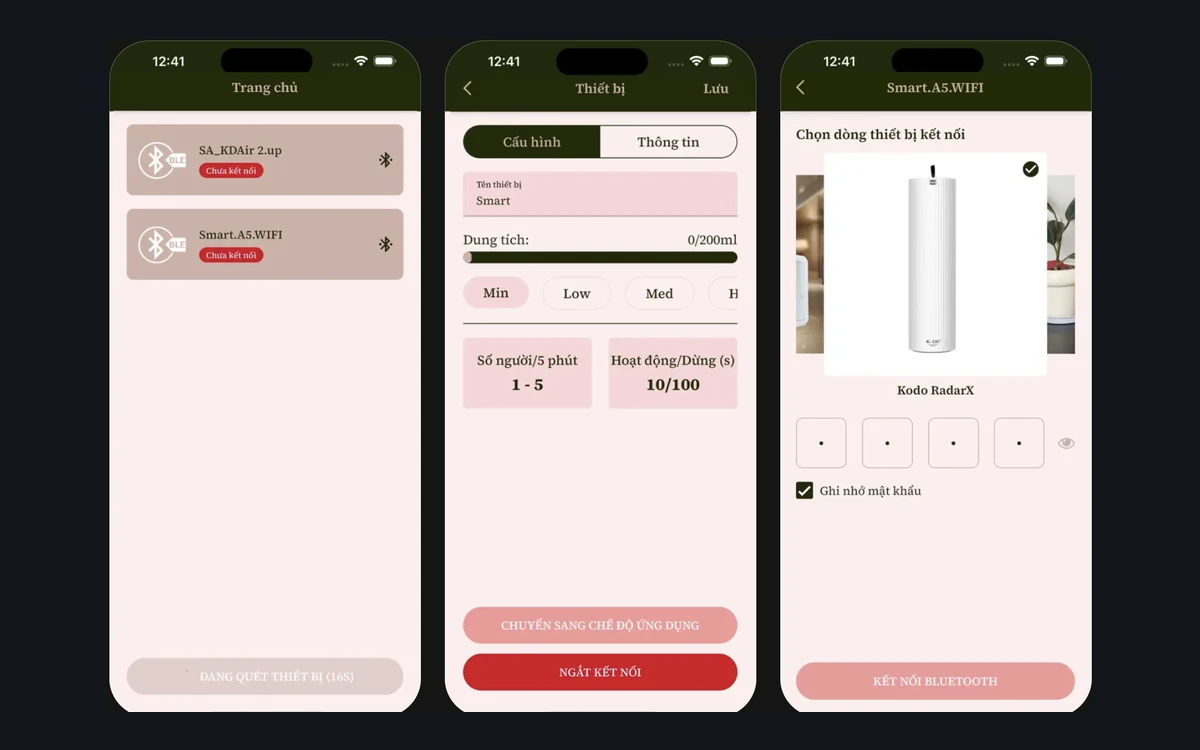 12:41
Trang chủ
BLE
SA_KDAir 2.up
Chưa kết nối
BLE
Smart.A5.WIFI
Chưa kết nối
ĐANG QUÉT THIẾT BỊ (16S)
12:41
Thiết bị
Lưu
Cấu hình
Thông tin
Tên thiết bị
Smart
Dung tích:
0/200ml
Min
Low
Med
H
Số người/5 phút
1 - 5
Hoạt động/Dừng (s)
10/100
CHUYỂN SANG CHẾ ĐỘ ỨNG DỤNG
NGẮT KẾT NỐI
12:41
Smart.A5.WIFI
Chọn dòng thiết bị kết nối
Kodo RadarX
Ghi nhớ mật khẩu
KẾT NỐI BLUETOOTH